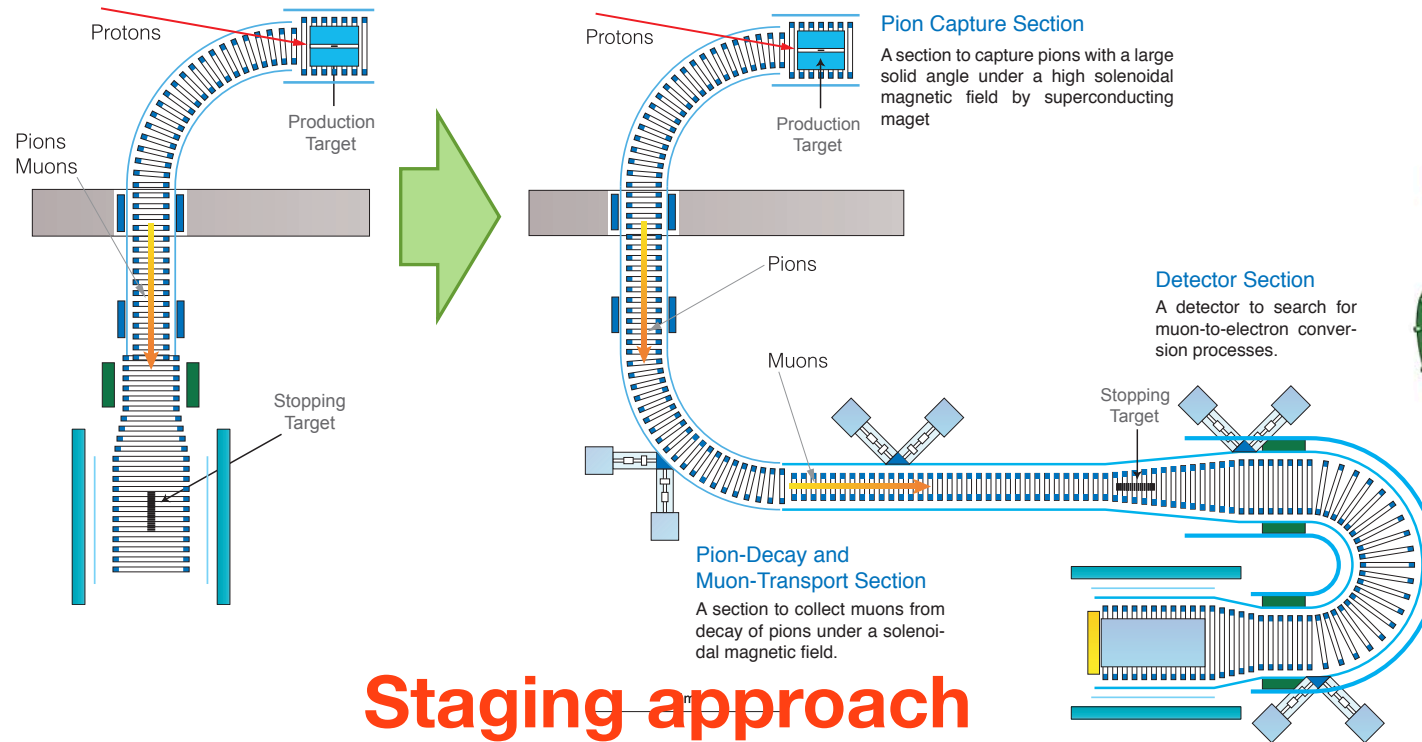 Protons
Production
Target
Pions
Muons
Stopping
Target
Protons
Production
Target
Pion Capture Section
A section to capture pions with a large
solid angle under a high solenoidal
magnetic field by superconducting
maget
Pions
Muons
Detector Section
A detector to search for
muon-to-electron conver-
sion processes.
Stopping
Target
Pion-Decay and
Muon-Transport Section
A section to collect muons from
decay of pions under a solenoi-
dal magnetic field.
Staging approach